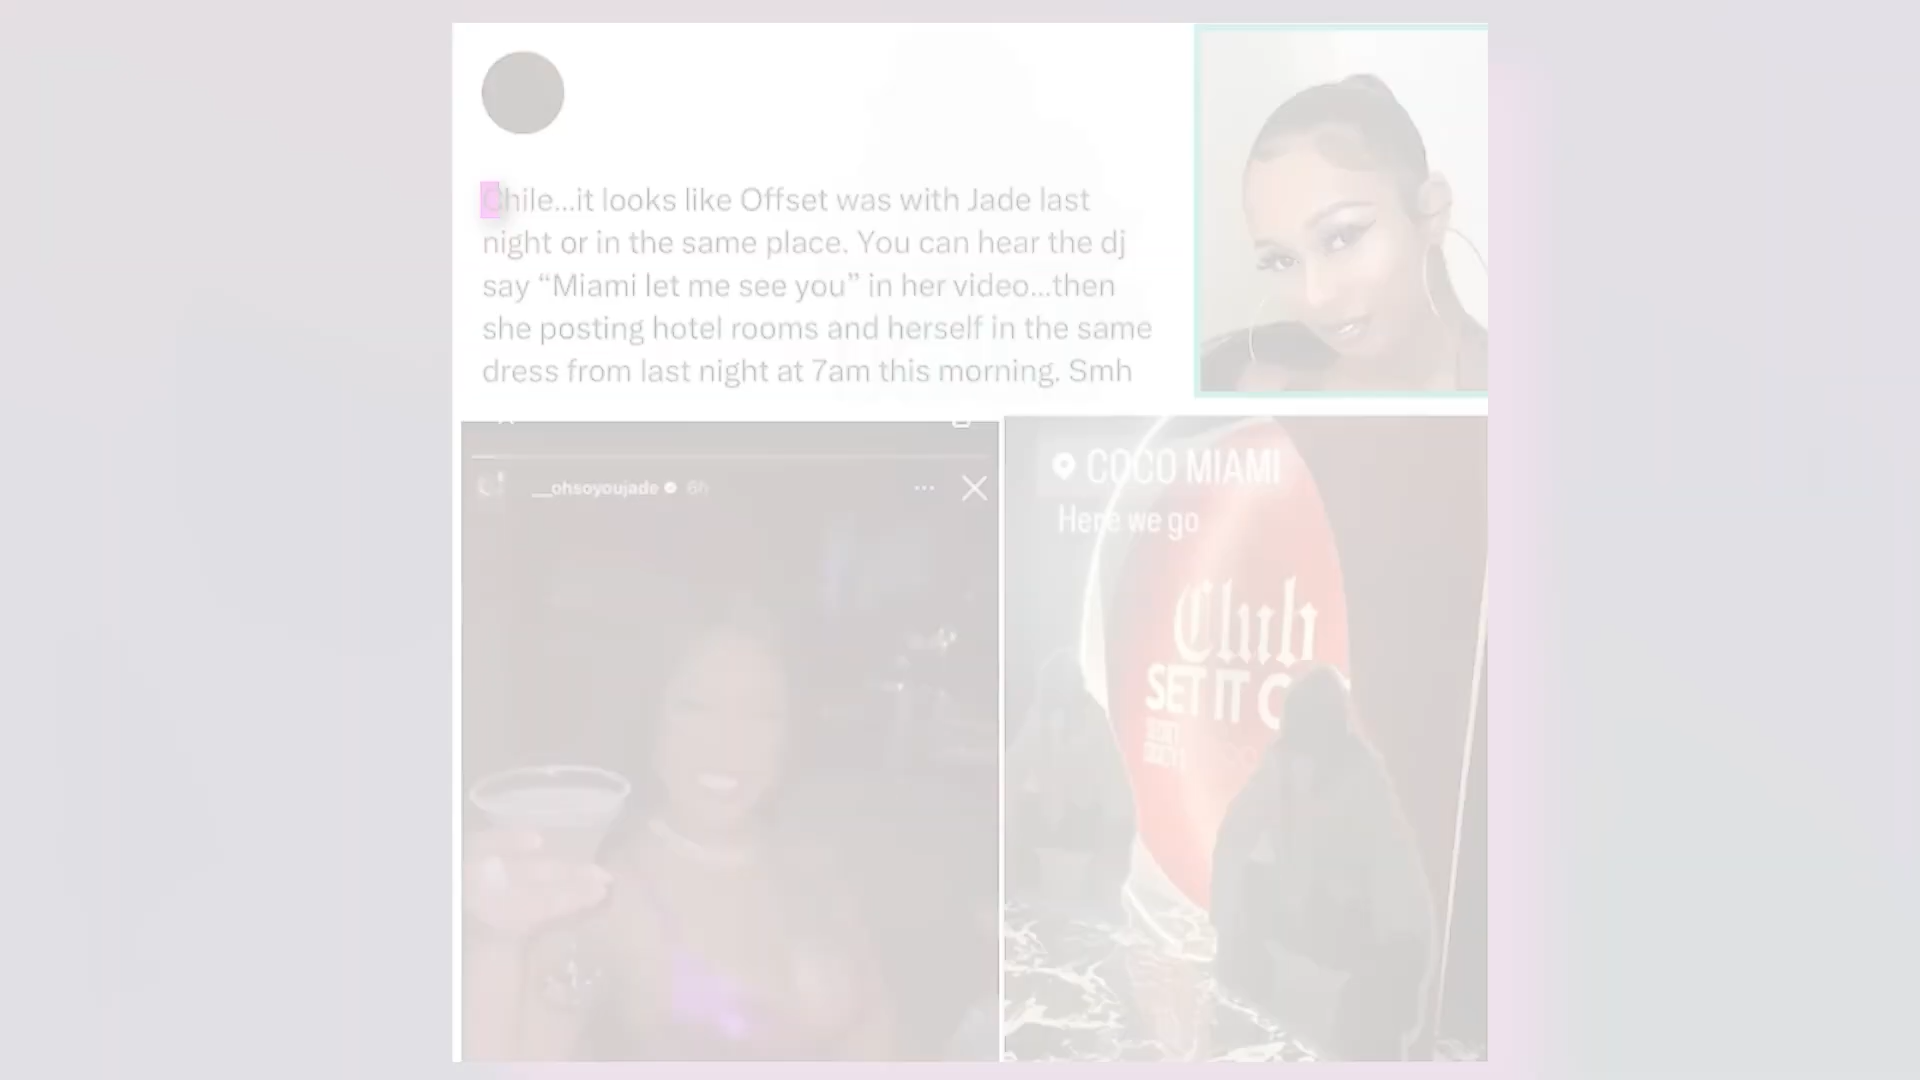 Chile...it looks like Offset was with Jade last
night or in the same place. You can hear the dj
say “Miami let me see you” in her video...then
she posting hotel rooms and herself in the same
dress from last night at 7am this morning. Smh
__ohsoyoujade 6h
COCO MIAMI
Here we go
Club
SET IT